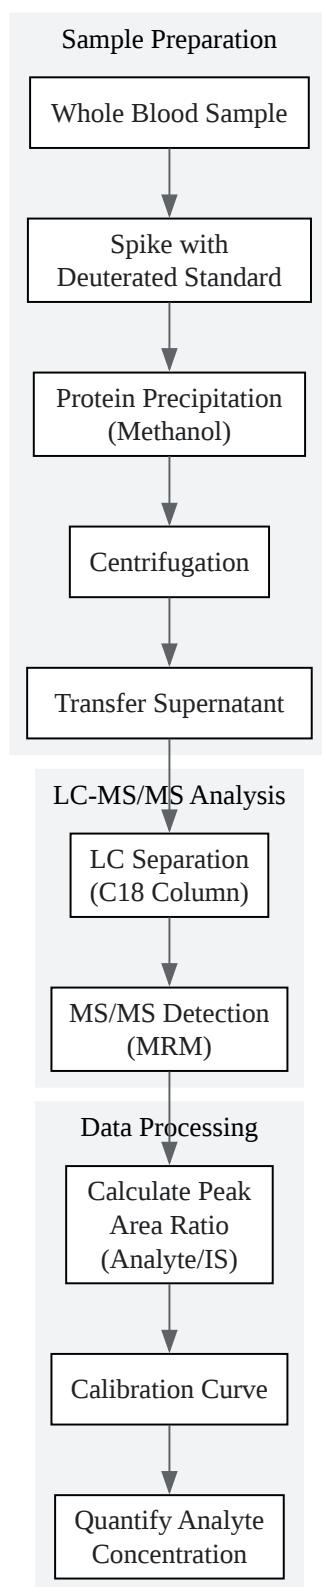 Sample Preparation
Whole Blood Sample
Spike with
Deuterated Standard
Protein Precipitation
(Methanol)
Centrifugation
Transfer Supernatant
LC-MS/MS Analysis
LC Separation
(C18 Column)
MS/MS Detection
(MRM)
Data Processing
Calculate Peak
Area Ratio
(Analyte/IS)
Calibration Curve
Quantify Analyte
Concentration